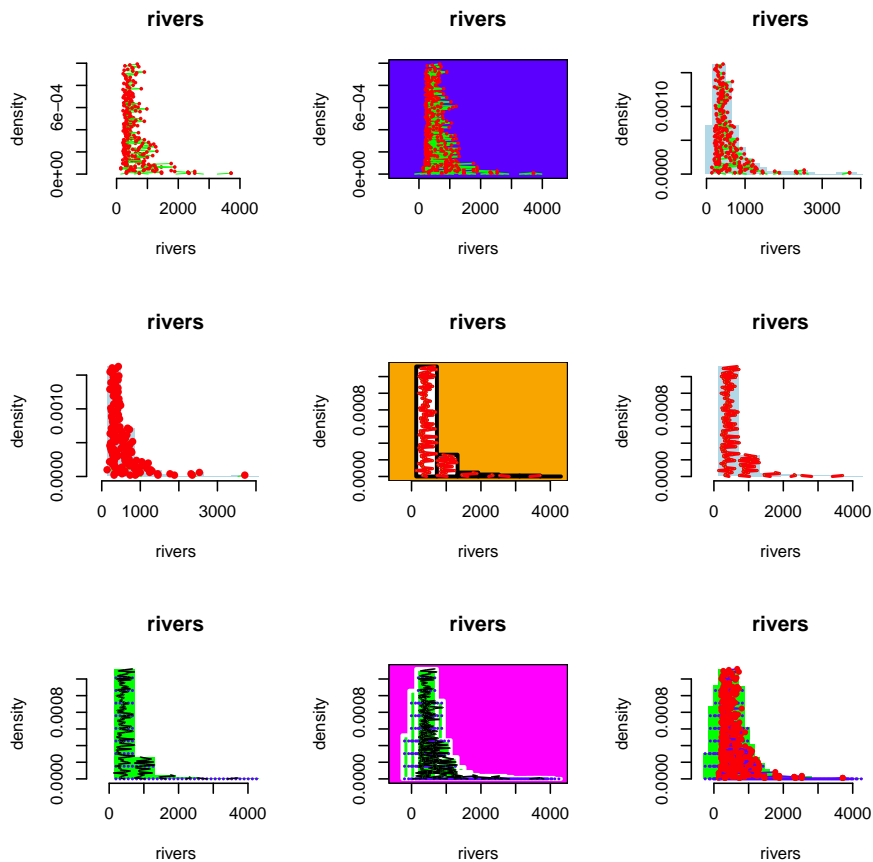 rivers rivers rivers
density density density
6e-04 6e-04 0.0010
0e+00 0e+00 0.0000
0 2000 4000 0 2000 4000 0 1000 3000
rivers rivers rivers
rivers rivers rivers
density density density
0.0010 0.0008 0.0008
0.0000 0.0000 0.0000
0 1000 3000 0 2000 4000 0 2000 4000
rivers rivers rivers
rivers rivers rivers
density density density
0.0008 0.0008 0.0008
0.0000 0.0000 0.0000
0 2000 4000 0 2000 4000 0 2000 4000
rivers rivers rivers